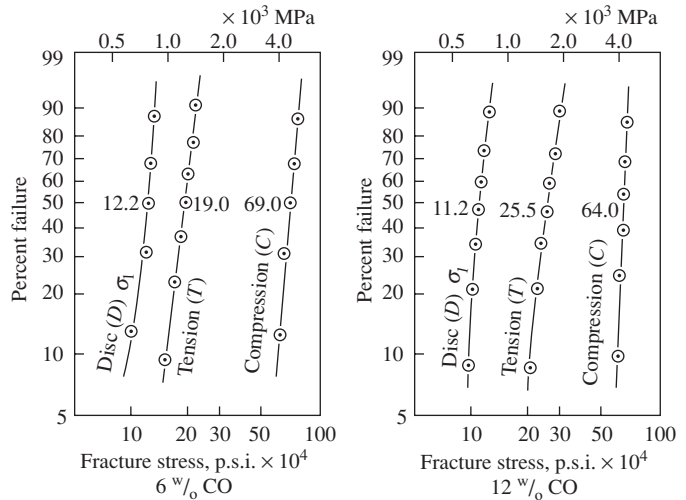 × 10³ MPa
0.5 1.0 2.0 4.0
99
90
80
70
60
50
40
30
20
10
5
Percent failure
12.2
19.0
69.0
Disc (D) σ1
Tension (T)
Compression (C)
10 20 50 100
Fracture stress, p.s.i. × 10⁴
6 w/o CO
× 10³ MPa
0.5 1.0 2.0 4.0
99
90
80
70
60
50
40
30
20
10
5
Percent failure
11.2
25.5
64.0
Disc (D) σ1
Tension (T)
Compression (C)
10 20 30 50 100
Fracture stress, p.s.i. × 10⁴
12 w/o CO